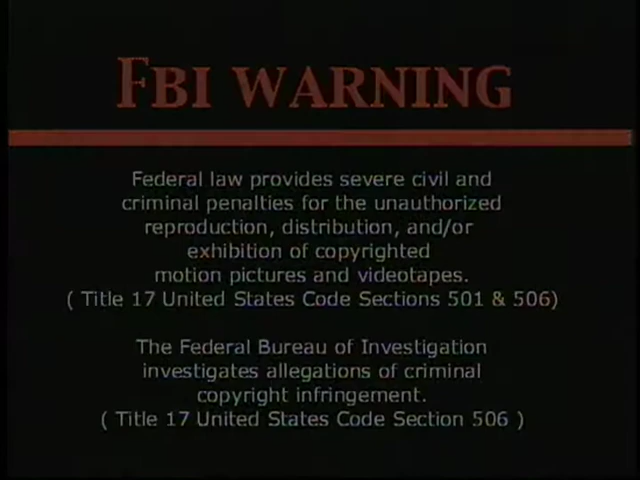 FBI WARNING
Federal law provides severe civil and
criminal penalties for the unauthorized
reproduction, distribution, and/or
exhibition of copyrighted
motion pictures and videotapes.
( Title 17 United States Code Sections 501 & 506)
The Federal Bureau of Investigation
investigates allegations of criminal
copyright infringement.
( Title 17 United States Code Section 506 )